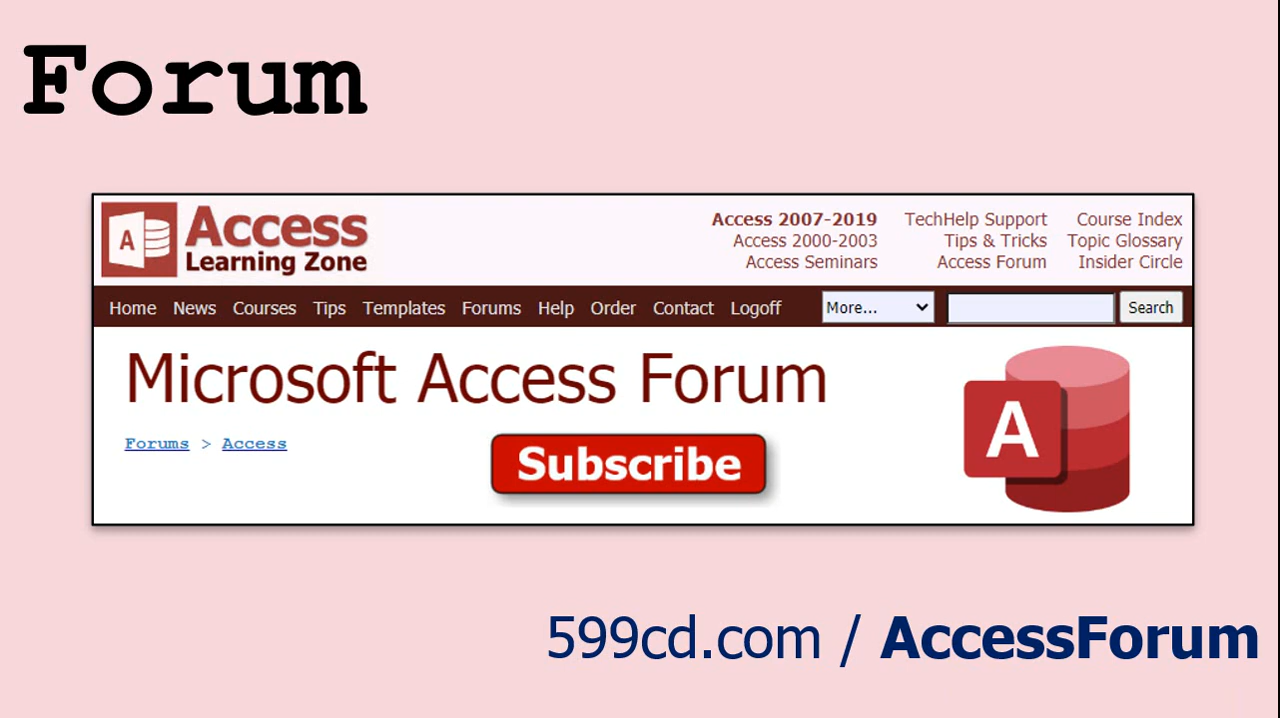 Forum
A
Access
Learning Zone
Access 2007-2019 TechHelp Support Course Index
Access 2000-2003 Tips & Tricks Topic Glossary
Access Seminars Access Forum Insider Circle
Home News Courses Tips Templates Forums Help Order Contact Logoff More... Search
Microsoft Access Forum
Forums > Access
Subscribe
A
599cd.com / AccessForum